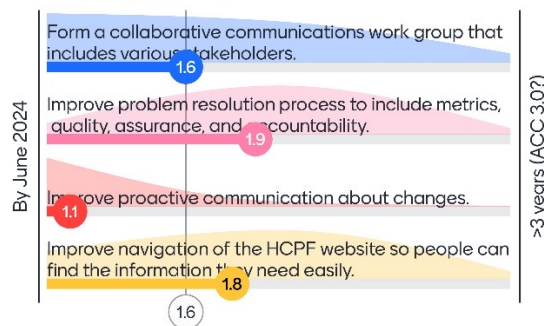 Form a collaborative communications work group that
includes various stakeholders.
1.6
Improve problem resolution process to include metrics,
quality, assurance, and accountability.
1.9
Improve proactive communication about changes.
1.1
Improve navigation of the HCPF website so people can
find the information they need easily.
1.8
1.6
By June 2024
>3 years (ACC 3.0?)